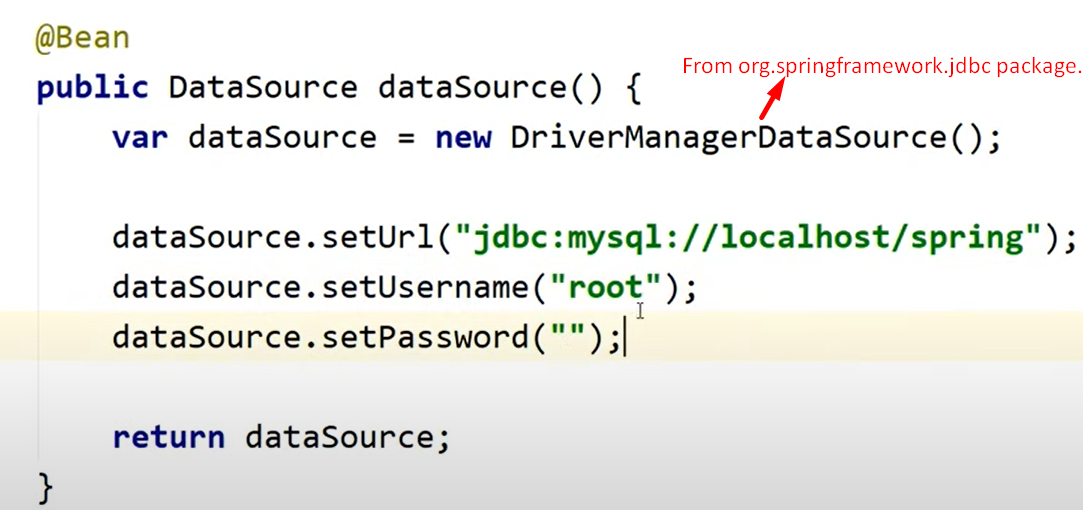 @Bean
public DataSource dataSource() {
From org.springframework.jdbc package.
var dataSource = new DriverManagerDataSource();
dataSource.setUrl("jdbc:mysql://localhost/spring");
dataSource.setUsername("root");
dataSource.setPassword("");
return dataSource;
}